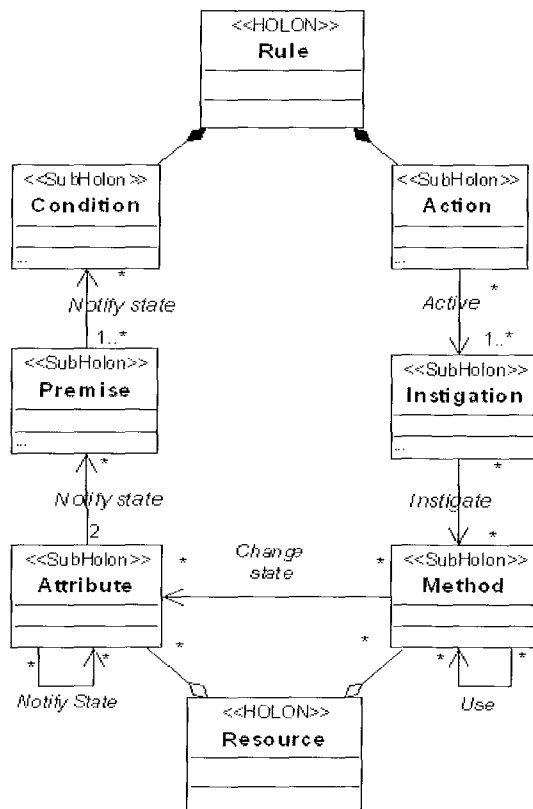 <<HOLON>>
Rule
<<SubHolon>>
Condition
...
<<SubHolon>>
Action
...
*
Notify state
1..*
*
Active
1..*
<<SubHolon>>
Premise
...
<<SubHolon>>
Instigation
...
*
Notify state
2
*
Instigate
*
<<SubHolon>>
Attribute
*
Change
state
*
<<SubHolon>>
Method
*
*
Notify State
*
*
*
*
Use
<<HOLON>>
Resource